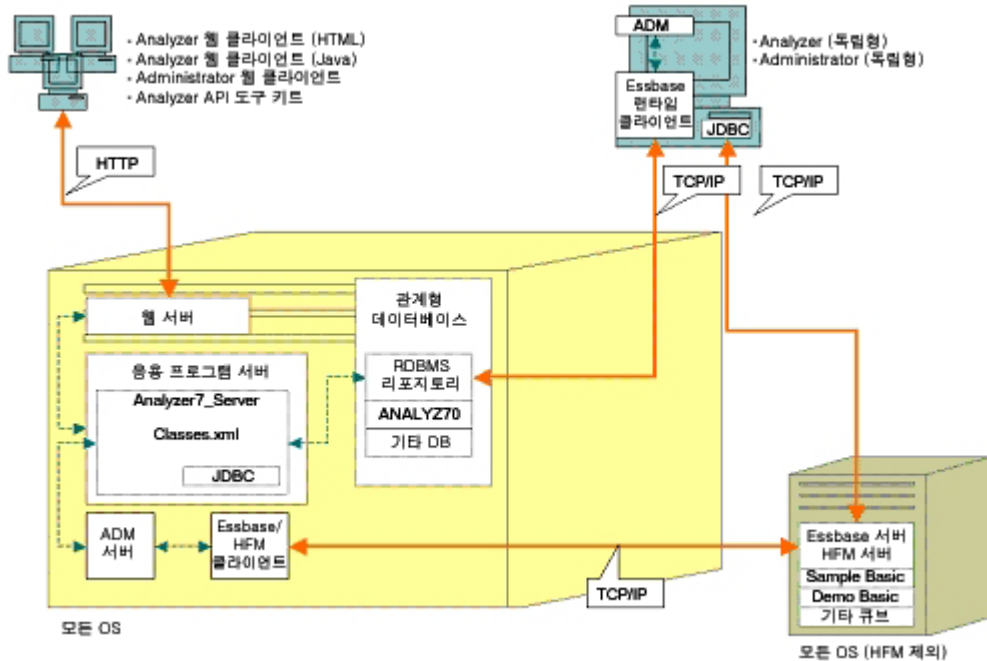 - Analyzer 웹 클라이언트 (HTML)
- Analyzer 웹 클라이언트 (Java)
- Administrator 웹 클라이언트
- Analyzer API 도구 키트
ADM
Essbase
런타임
클라이언트
JDBC
- Analyzer (독립형)
- Administrator (독립형)
HTTP
TCP/IP
TCP/IP
웹 서버
관계형
데이터베이스
응용 프로그램 서버
Analyzer7_Server
Classes.xml
JDBC
RDBMS
리포지토리
ANALYZ70
기타 DB
ADM
서버
Essbase/
HFM
클라이언트
TCP/IP
Essbase 서버
HFM 서버
Sample Basic
Demo Basic
기타 큐브
모든 OS
모든 OS (HFM 제외)